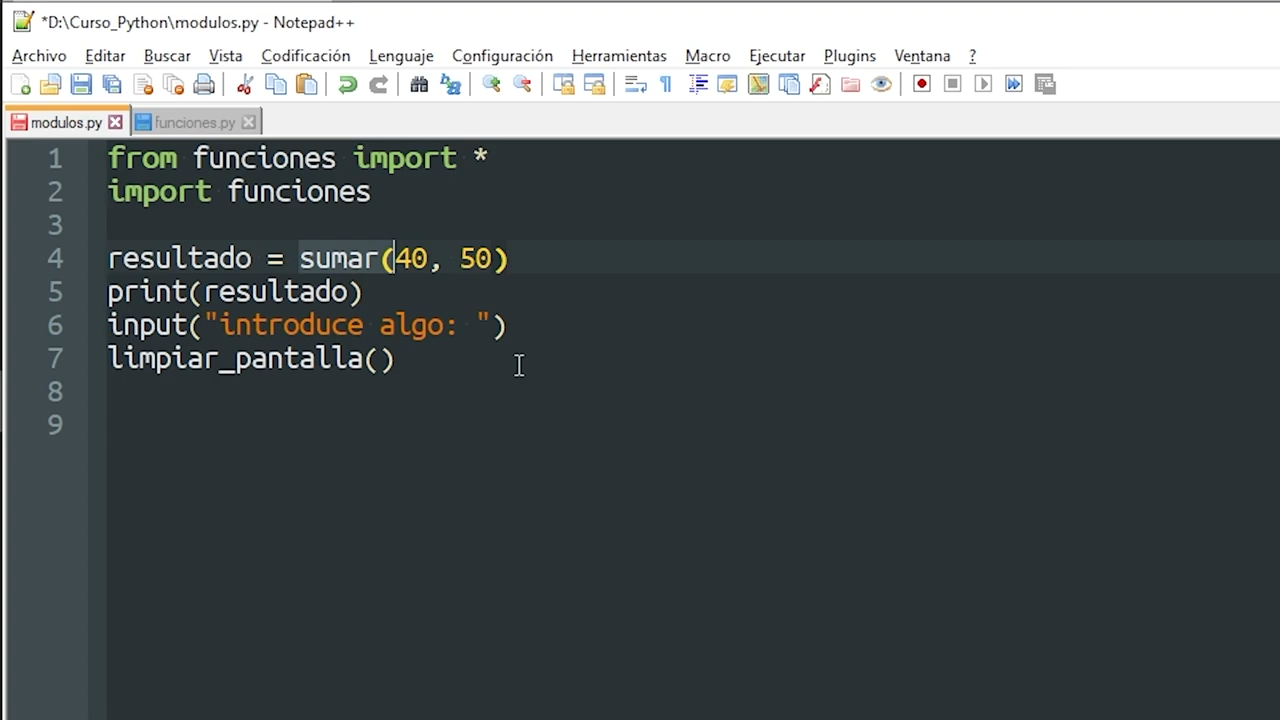 *D:\Curso_Python\modulos.py - Notepad++
Archivo Editar Buscar Vista Codificación Lenguaje Configuración Herramientas Macro Ejecutar Plugins Ventana ?
modulos.py funciones.py
1 from funciones import *
2 import funciones
3
4 resultado = sumar(40, 50)
5 print(resultado)
6 input("introduce algo: ")
7 limpiar_pantalla()
8
9